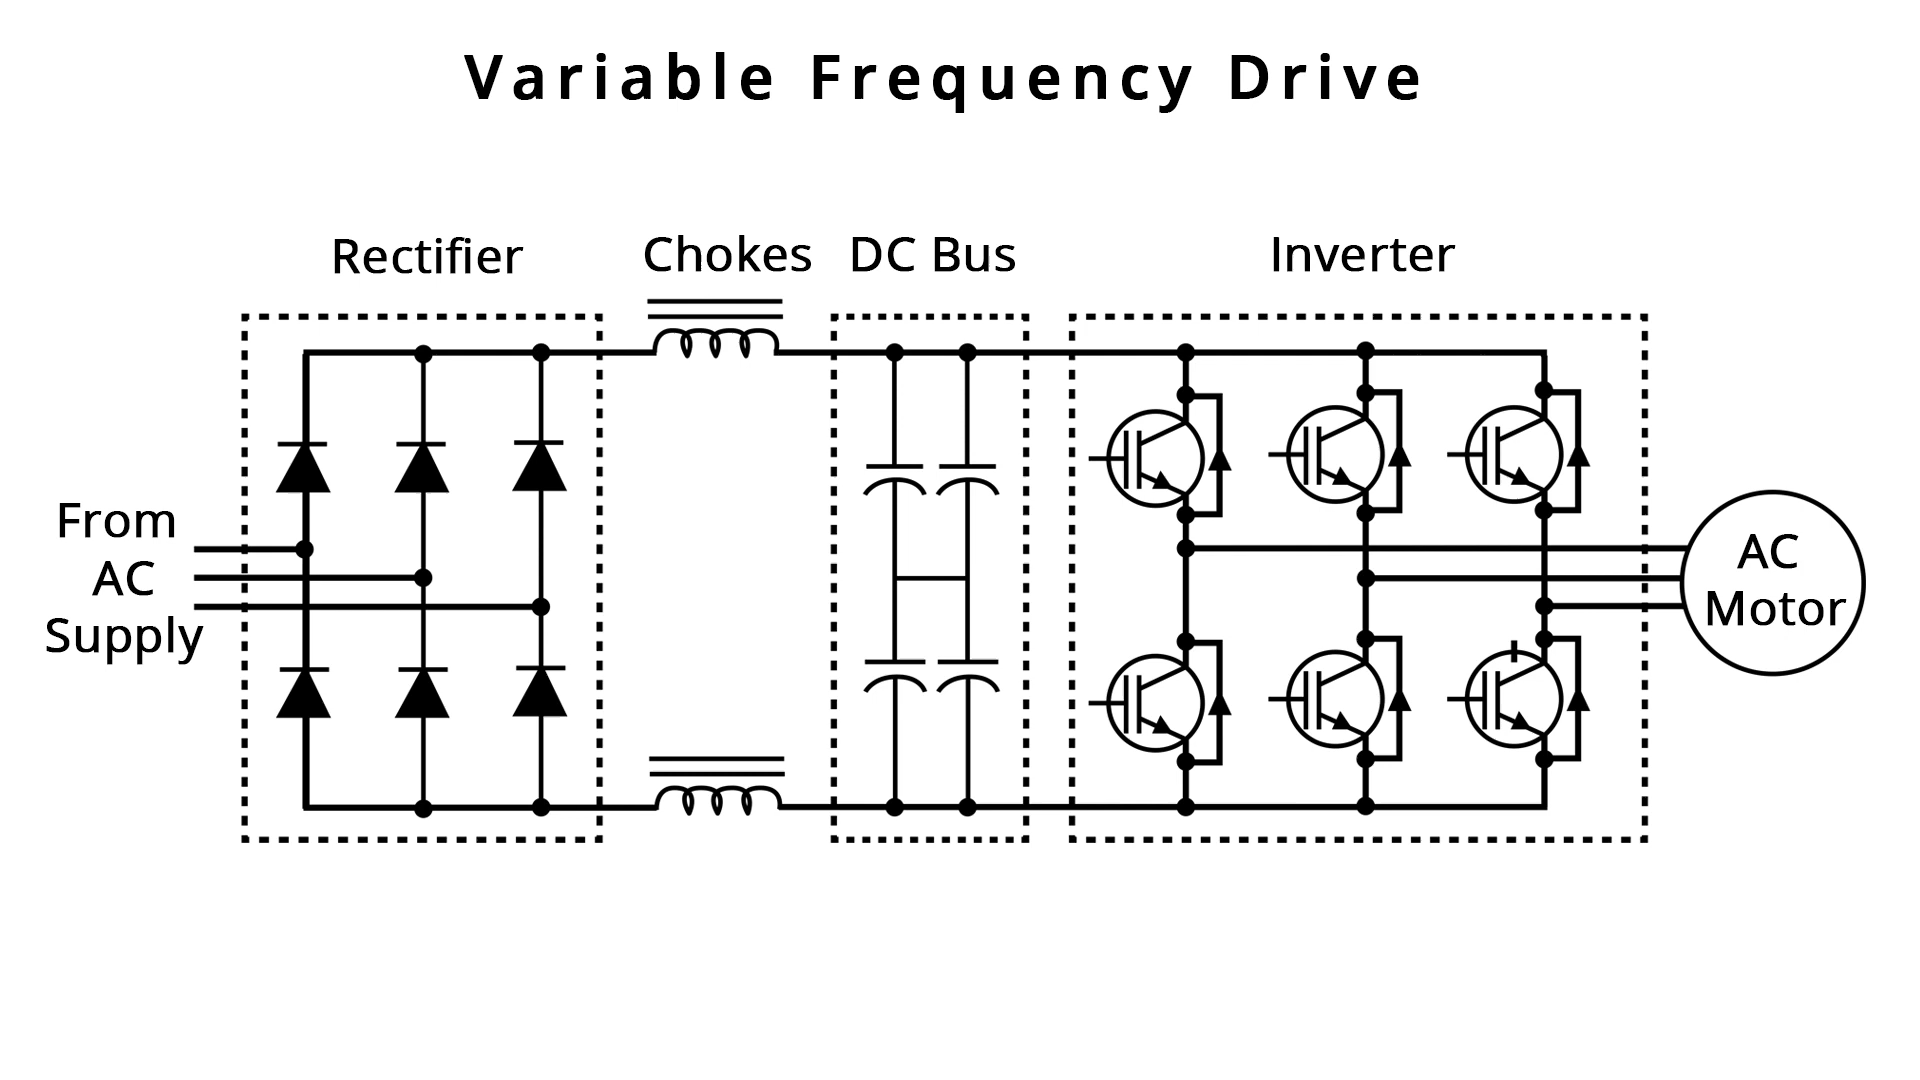 Variable Frequency Drive
Rectifier
Chokes
DC Bus
Inverter
From
AC
Supply
AC
Motor